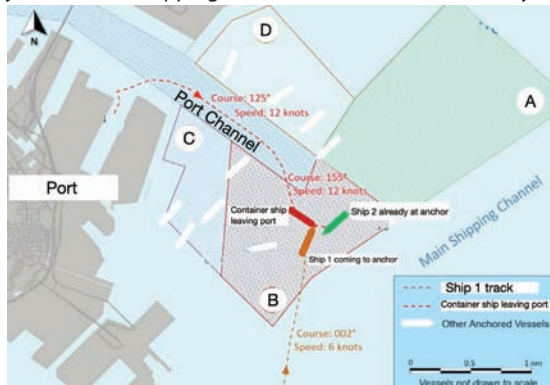 N
D
A
Course: 125°
Speed: 12 knots
Port Channel
C
Port
Course: 155°
Speed: 12 knots
Container ship
leaving port
Ship 2 already at anchor
Ship 1 coming to anchor
Main Shipping Channel
B
Course: 002°
Speed: 6 knots
Ship 1 track
Container ship leaving port
Other Anchored Vessels
0 0.5 1 nm
Vessels not drawn to scale